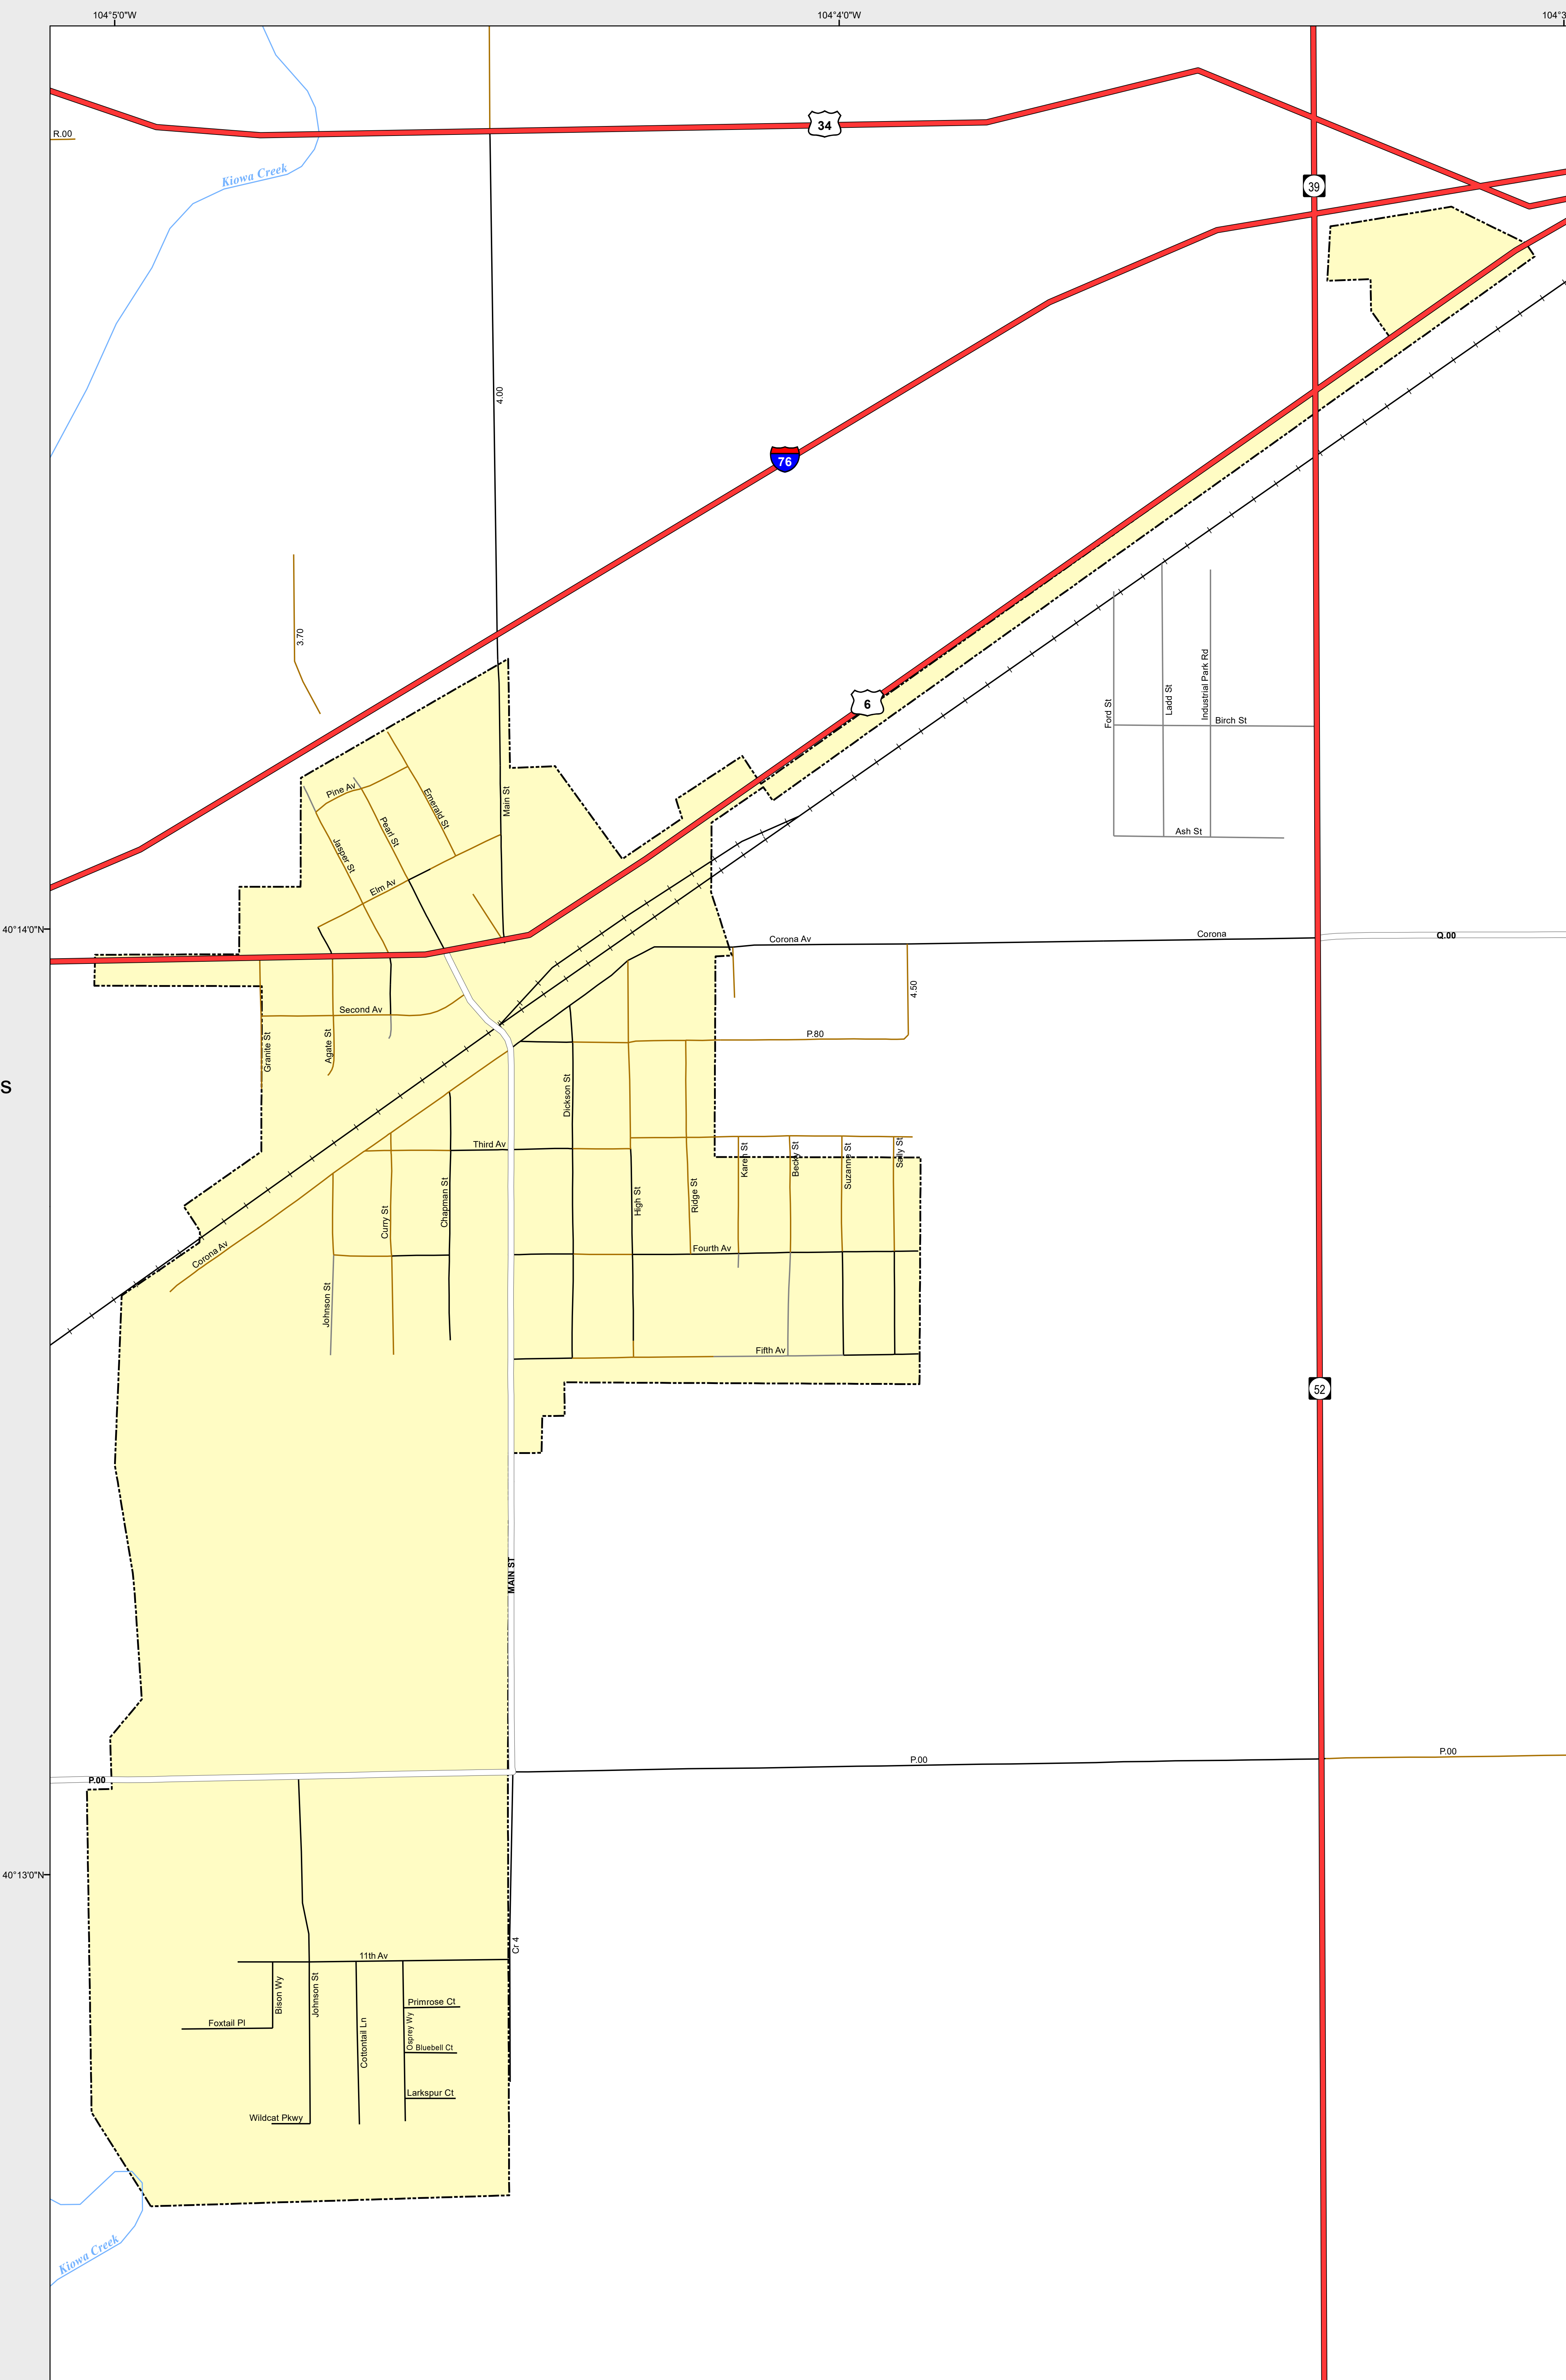 104°5'0"W
104°4'0"W
104°3
R.00
34
Kiowa Creek
39
4.00
76
3.70
6
Ford St
Ladd St
Industrial Park Rd
Birch St
Pine Av
Emerald St
Main St
Pearl St
Jasper St
Ash St
Elm Av
40°14'0"N
Corona Av
Corona
Q.00
4.50
Second Av
P.80
Granite St
Agate St
Dickson St
S
Third Av
Karen St
Becky St
Suzanne St
Sally St
Curry St
Chapman St
High St
Ridge St
Corona Av
Fourth Av
Johnson St
Fifth Av
52
MAIN ST
P.00
P.00
P.00
40°13'0"N
Cr 4
11th Av
Bison Wy
Johnson St
Primrose Ct
Foxtail Pl
Cottontail Ln
Osprey Wy
Bluebell Ct
Larkspur Ct
Wildcat Pkwy
Kiowa Creek